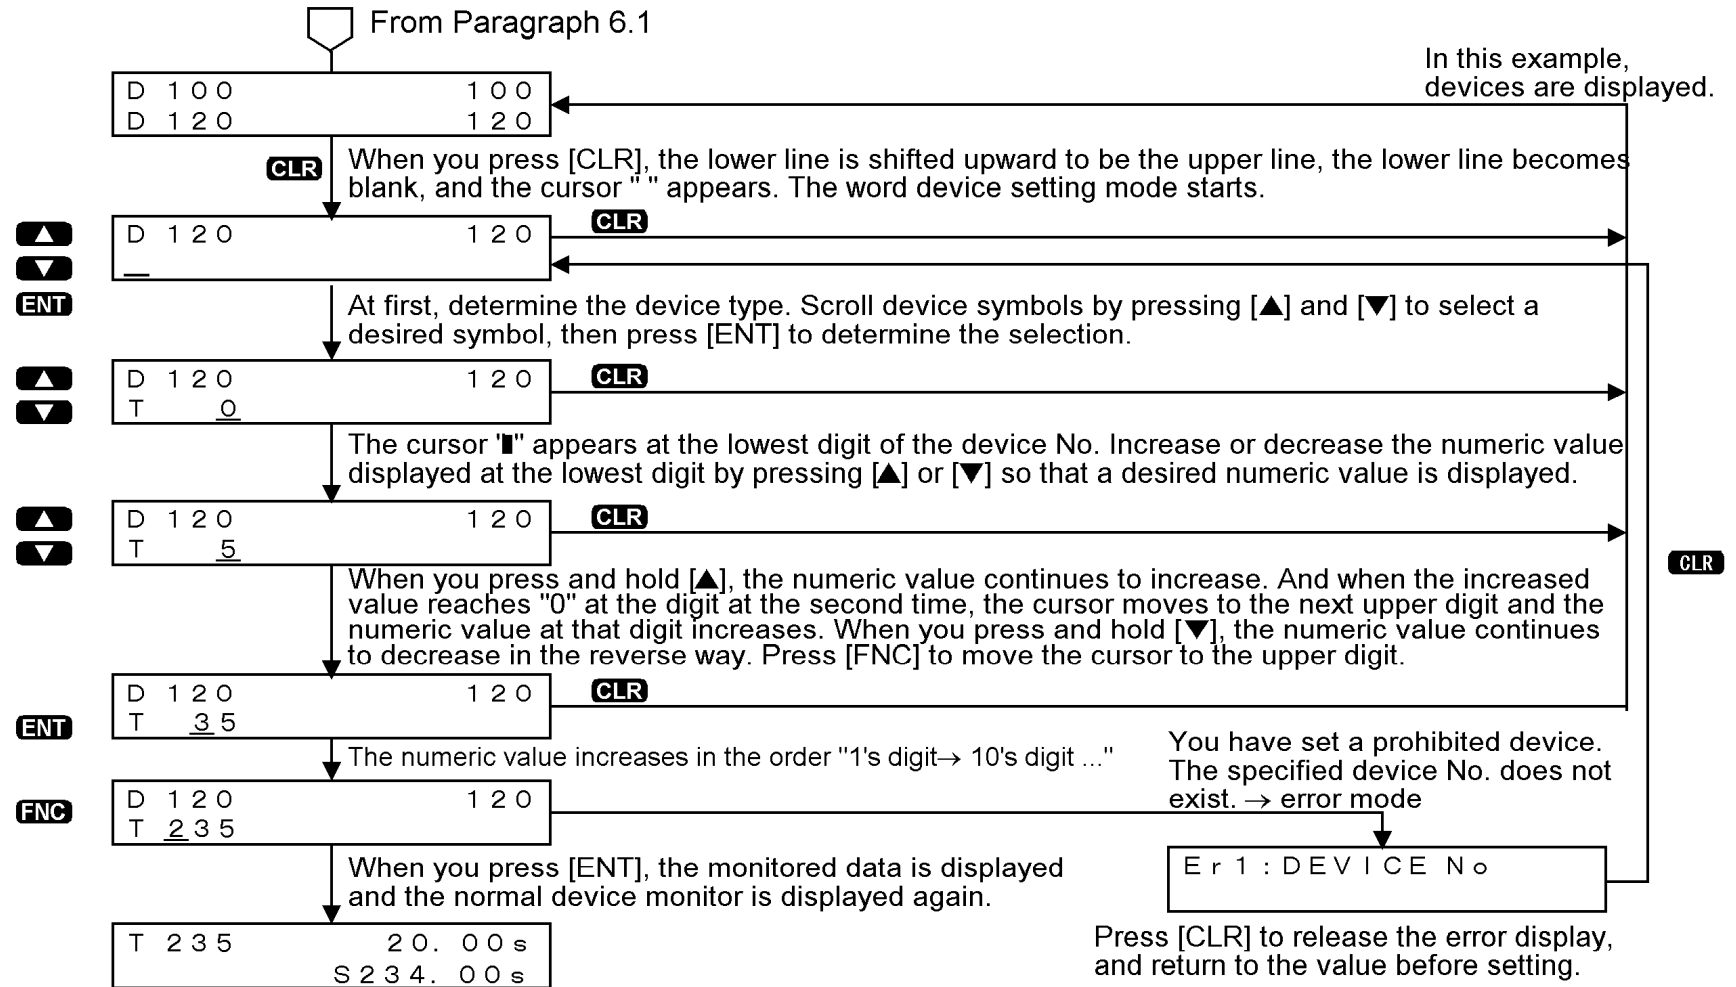 From Paragraph 6.1
In this example,
devices are displayed.
D 100 100
D 120 120
CLR
When you press [CLR], the lower line is shifted upward to be the upper line, the lower line becomes
blank, and the cursor " " appears. The word device setting mode starts.
▲
▼
ENT
D 120 120
_
CLR
At first, determine the device type. Scroll device symbols by pressing [▲] and [▼] to select a
desired symbol, then press [ENT] to determine the selection.
▲
▼
D 120 120
T 0
CLR
The cursor "▮" appears at the lowest digit of the device No. Increase or decrease the numeric value
displayed at the lowest digit by pressing [▲] or [▼] so that a desired numeric value is displayed.
▲
▼
D 120 120
T 5
CLR
CLR
When you press and hold [▲], the numeric value continues to increase. And when the increased
value reaches "0" at the digit at the second time, the cursor moves to the next upper digit and the
numeric value at that digit increases. When you press and hold [▼], the numeric value continues
to decrease in the reverse way. Press [FNC] to move the cursor to the upper digit.
ENT
D 120 120
T 35
CLR
The numeric value increases in the order "1's digit→ 10's digit ..."
You have set a prohibited device.
The specified device No. does not
exist. → error mode
FNC
D 120 120
T 235
When you press [ENT], the monitored data is displayed
and the normal device monitor is displayed again.
Er1:DEVICE No
Press [CLR] to release the error display,
and return to the value before setting.
T 235 20. 00s
S234. 00s